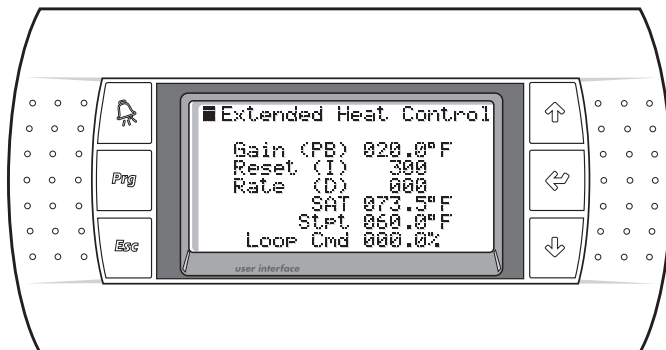 Extended Heat Control
Gain (PB) 020.0°F
Reset (I) 300
Rate (D) 000
SAT 073.5°F
Stpt 060.0°F
Loop Cmd 000.0%
Prg
Esc
user interface